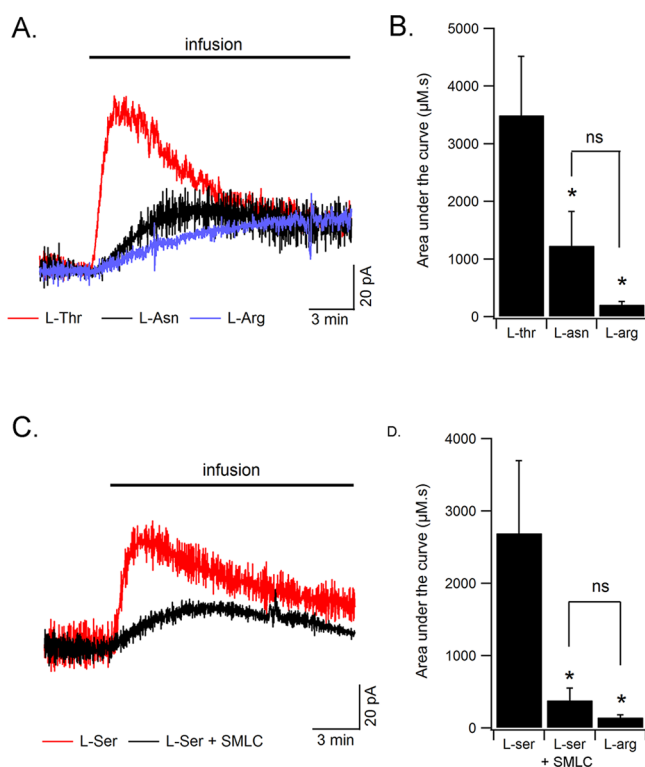 A.
infusion
20 pA
3 min
L-Thr L-Asn L-Arg
B.
Area under the curve (µM.s)
5000
4000
3000
2000
1000
0
ns
*
*
L-thr L-asn L-arg
C.
infusion
20 pA
3 min
L-Ser L-Ser + SMLC
D.
Area under the curve (µM.s)
4000
3000
2000
1000
0
ns
*
*
L-ser L-ser L-arg
+ SMLC